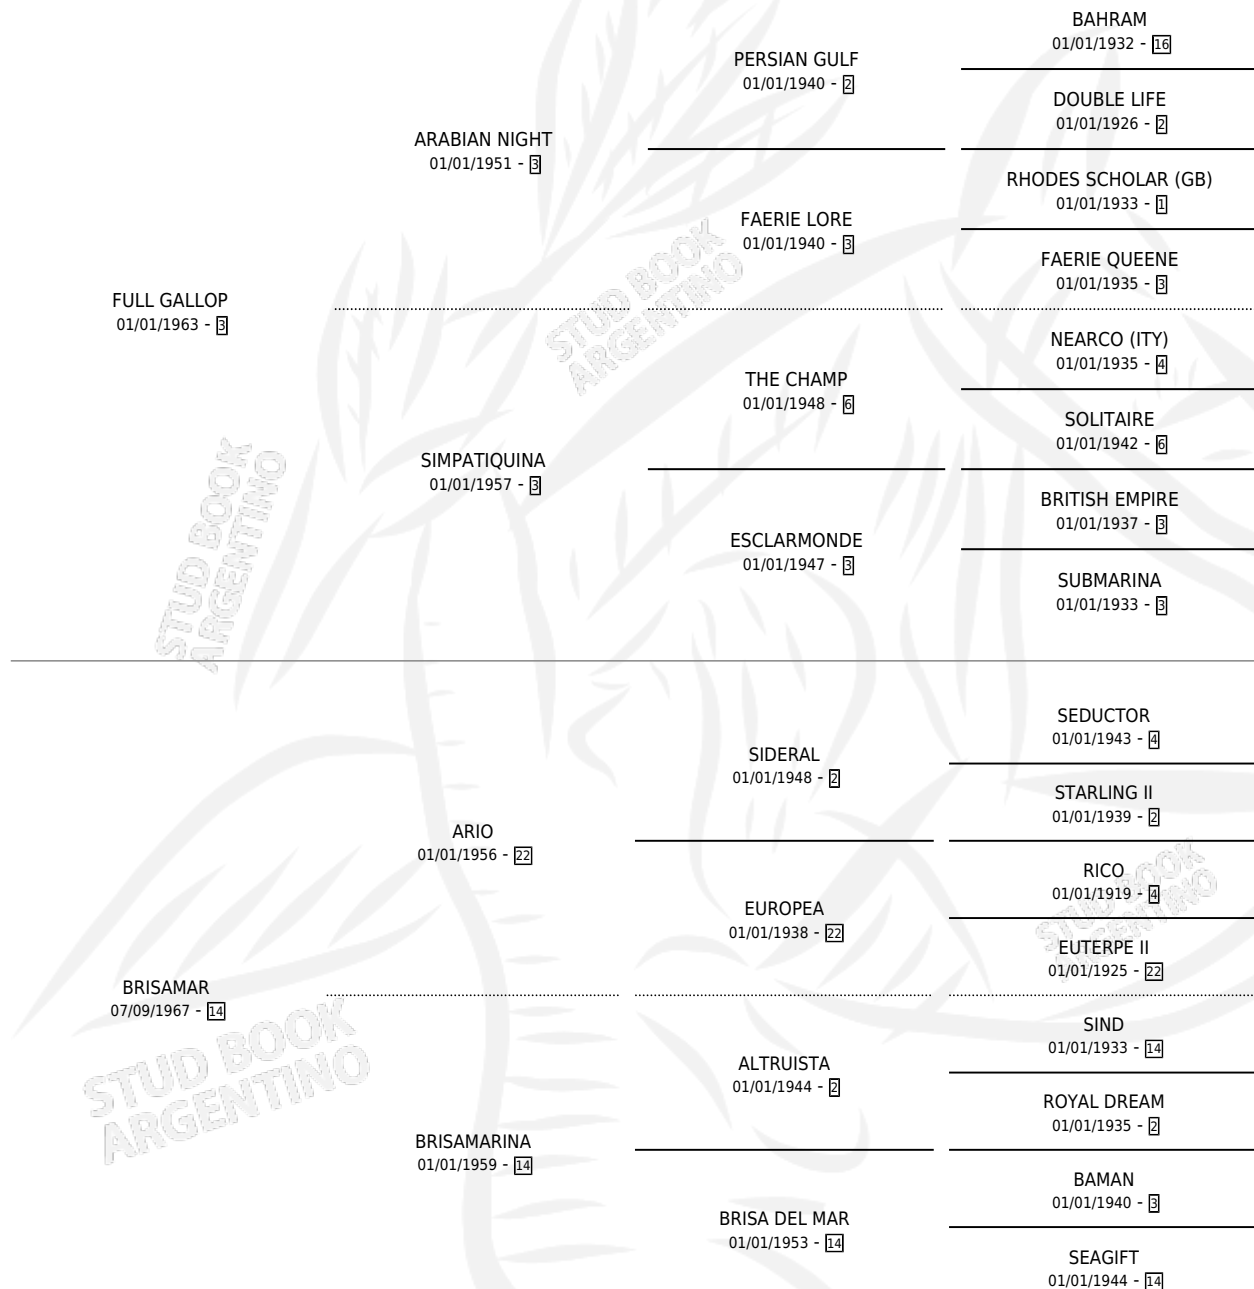 BAHRAM
01/01/1932 - 16
PERSIAN GULF
01/01/1940 - 2
DOUBLE LIFE
01/01/1926 - 2
ARABIAN NIGHT
01/01/1951 - 3
RHODES SCHOLAR (GB)
01/01/1933 - 1
FAERIE LORE
01/01/1940 - 3
FAERIE QUEENE
01/01/1935 - 3
FULL GALLOP
01/01/1963 - 3
NEARCO (ITY)
01/01/1935 - 4
THE CHAMP
01/01/1948 - 6
SOLITAIRE
01/01/1942 - 6
SIMPATIQUINA
01/01/1957 - 3
BRITISH EMPIRE
01/01/1937 - 3
ESCLARMONDE
01/01/1947 - 3
SUBMARINA
01/01/1933 - 3
STUD BOOK
ARGENTINO
STUD BOOK
ARGENTINO
SEDUCTOR
01/01/1943 - 4
SIDERAL
01/01/1948 - 2
STARLING II
01/01/1939 - 2
ARIO
01/01/1956 - 22
RICO
01/01/1919 - 4
EUROPEA
01/01/1938 - 22
EUTERPE II
01/01/1925 - 22
BRISAMAR
07/09/1967 - 14
SIND
01/01/1933 - 14
ALTRUISTA
01/01/1944 - 2
ROYAL DREAM
01/01/1935 - 2
BRISAMARINA
01/01/1959 - 14
BAMAN
01/01/1940 - 3
BRISA DEL MAR
01/01/1953 - 14
SEAGIFT
01/01/1944 - 14
STUD BOOK
ARGENTINO
STUD BOOK
ARGENTINO